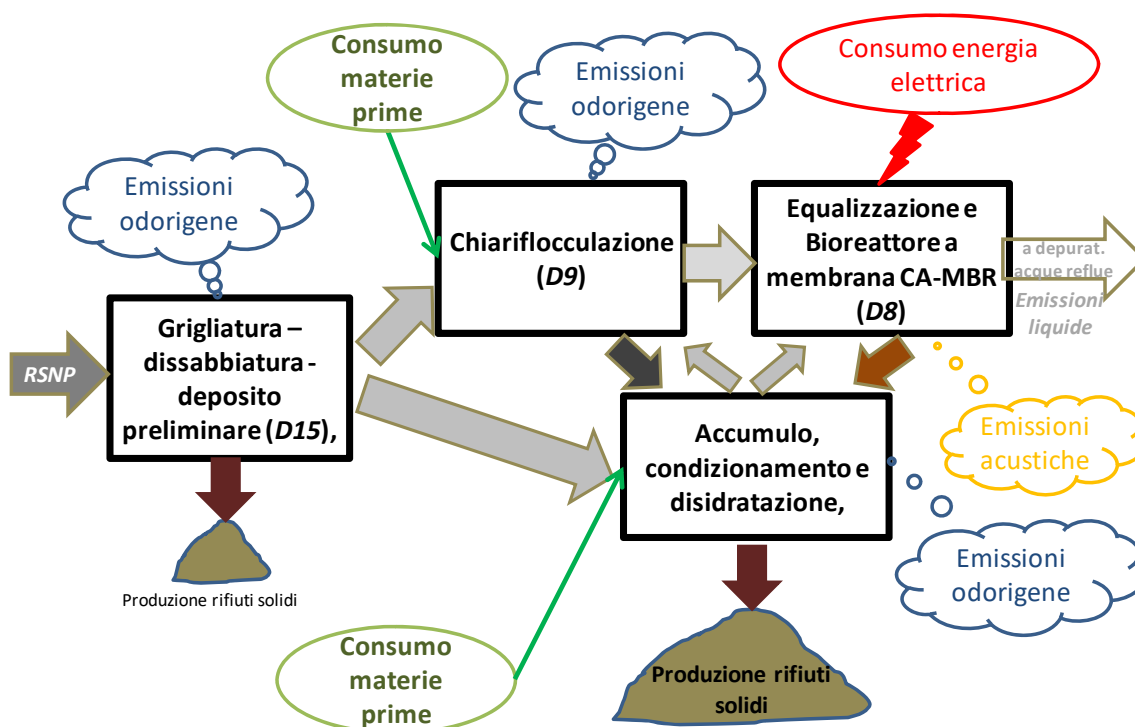 Consumo
materie
prime
Emissioni
odorigene
Consumo energia
elettrica
Emissioni
odorigene
Chiariflocculazione
(D9)
Equalizzazione e
Bioreattore a
membrana CA-MBR
(D8)
a depurat.
acque reflue
Emissioni
liquide
RSNP
Grigliatura –
dissabbiatura -
deposito
preliminare (D15),
Accumulo,
condizionamento e
disidratazione,
Emissioni
acustiche
Emissioni
odorigene
Produzione rifiuti solidi
Consumo
materie
prime
Produzione rifiuti
solidi